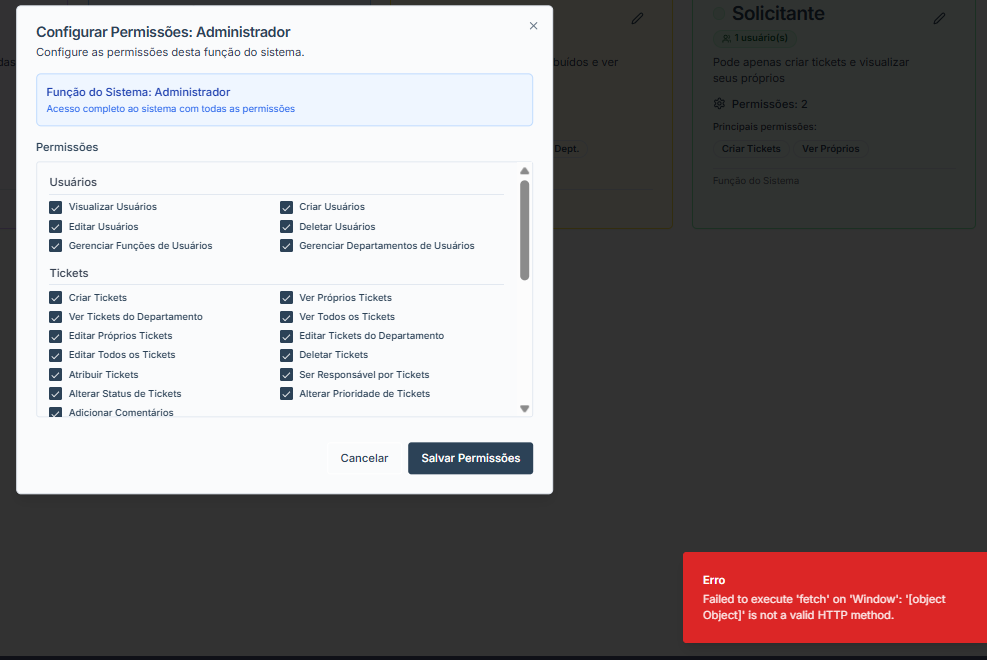 Configurar Permissões: Administrador
Configure as permissões desta função do sistema.
Função do Sistema: Administrador
Acesso completo ao sistema com todas as permissões
Permissões
Usuários
Visualizar Usuários
Criar Usuários
Editar Usuários
Deletar Usuários
Gerenciar Funções de Usuários
Gerenciar Departamentos de Usuários
Tickets
Criar Tickets
Ver Próprios Tickets
Ver Tickets do Departamento
Ver Todos os Tickets
Editar Próprios Tickets
Editar Tickets do Departamento
Editar Todos os Tickets
Deletar Tickets
Atribuir Tickets
Ser Responsável por Tickets
Alterar Status de Tickets
Alterar Prioridade de Tickets
Adicionar Comentários
Cancelar
Salvar Permissões
das
buidos e ver
Dept.
Solicitante
1 usuário(s)
Pode apenas criar tickets e visualizar
seus próprios
Permissões: 2
Principais permissões:
Criar Tickets
Ver Próprios
Função do Sistema
Erro
Failed to execute 'fetch' on 'Window': '[object
Object]' is not a valid HTTP method.